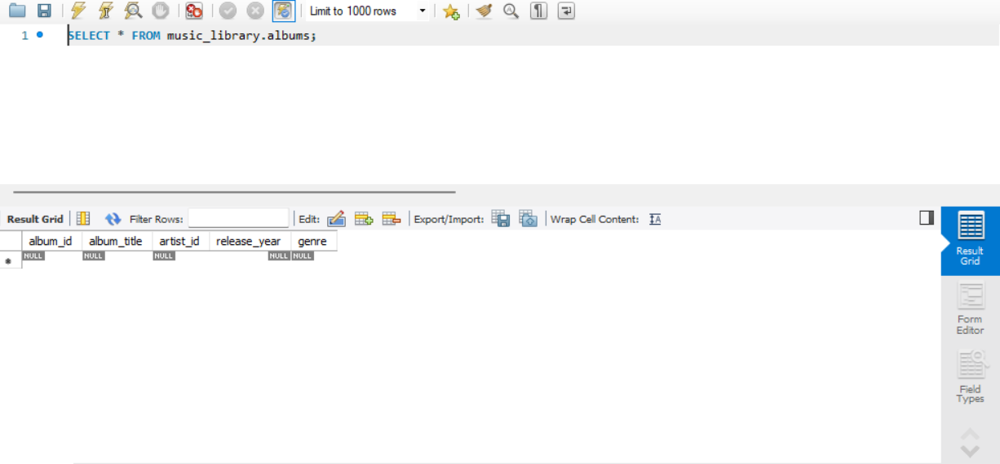 Limit to 1000 rows
1 SELECT * FROM music_library.albums;
Result Grid Filter Rows: Edit: Export/Import: Wrap Cell Content: IA
album_id album_title artist_id release_year genre
* NULL NULL NULL NULL NULL
Result
Grid
Form
Editor
Field
Types